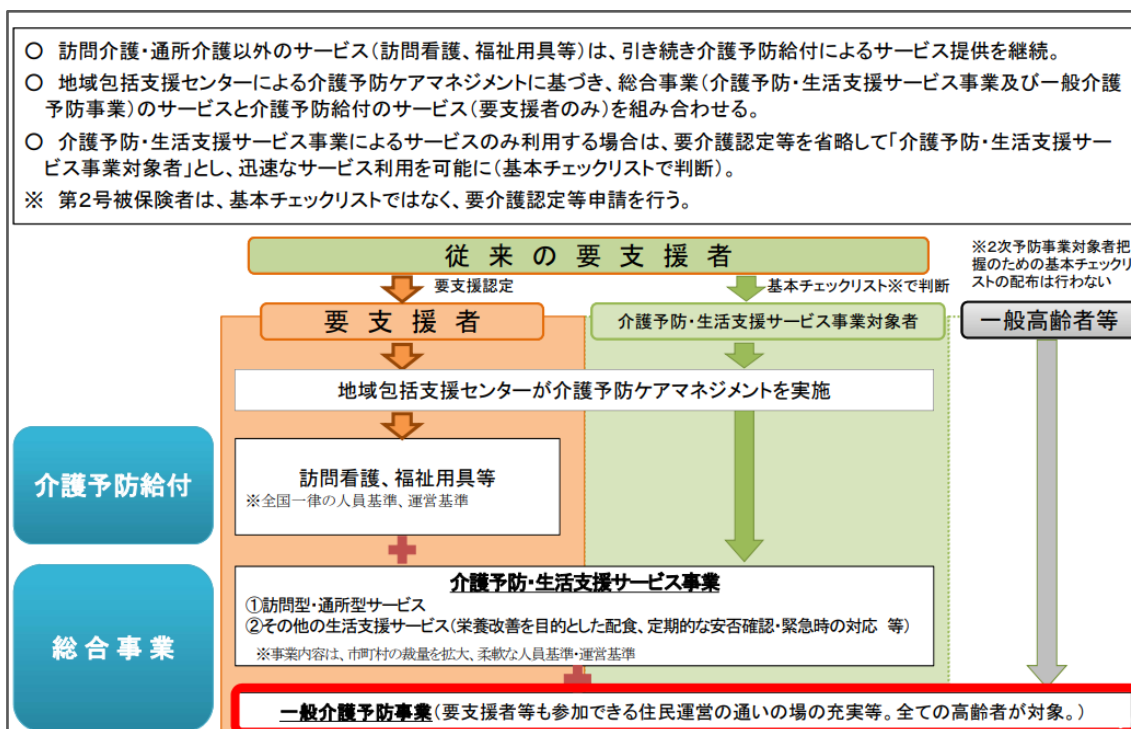 ○ 訪問介護・通所介護以外のサービス(訪問看護、福祉用具等)は、引き続き介護予防給付によるサービス提供を継続。
○ 地域包括支援センターによる介護予防ケアマネジメントに基づき、総合事業(介護予防・生活支援サービス事業及び一般介護
予防事業)のサービスと介護予防給付のサービス(要支援者のみ)を組み合わせる。
○ 介護予防・生活支援サービス事業によるサービスのみ利用する場合は、要介護認定等を省略して「介護予防・生活支援サー
ビス事業対象者」とし、迅速なサービス利用を可能に(基本チェックリストで判断)。
※ 第2号被保険者は、基本チェックリストではなく、要介護認定等申請を行う。
従来の要支援者
※2次予防事業対象者把
握のための基本チェックリ
ストの配布は行わない
要支援認定
基本チェックリスト※で判断
要支援者
介護予防・生活支援サービス事業対象者
一般高齢者等
地域包括支援センターが介護予防ケアマネジメントを実施
介護予防給付
訪問看護、福祉用具等
※全国一律の人員基準、運営基準
総合事業
介護予防・生活支援サービス事業
①訪問型・通所型サービス
②その他の生活支援サービス(栄養改善を目的とした配食、定期的な安否確認・緊急時の対応 等)
※事業内容は、市町村の裁量を拡大、柔軟な人員基準・運営基準
一般介護予防事業(要支援者等も参加できる住民運営の通いの場の充実等。全ての高齢者が対象。)